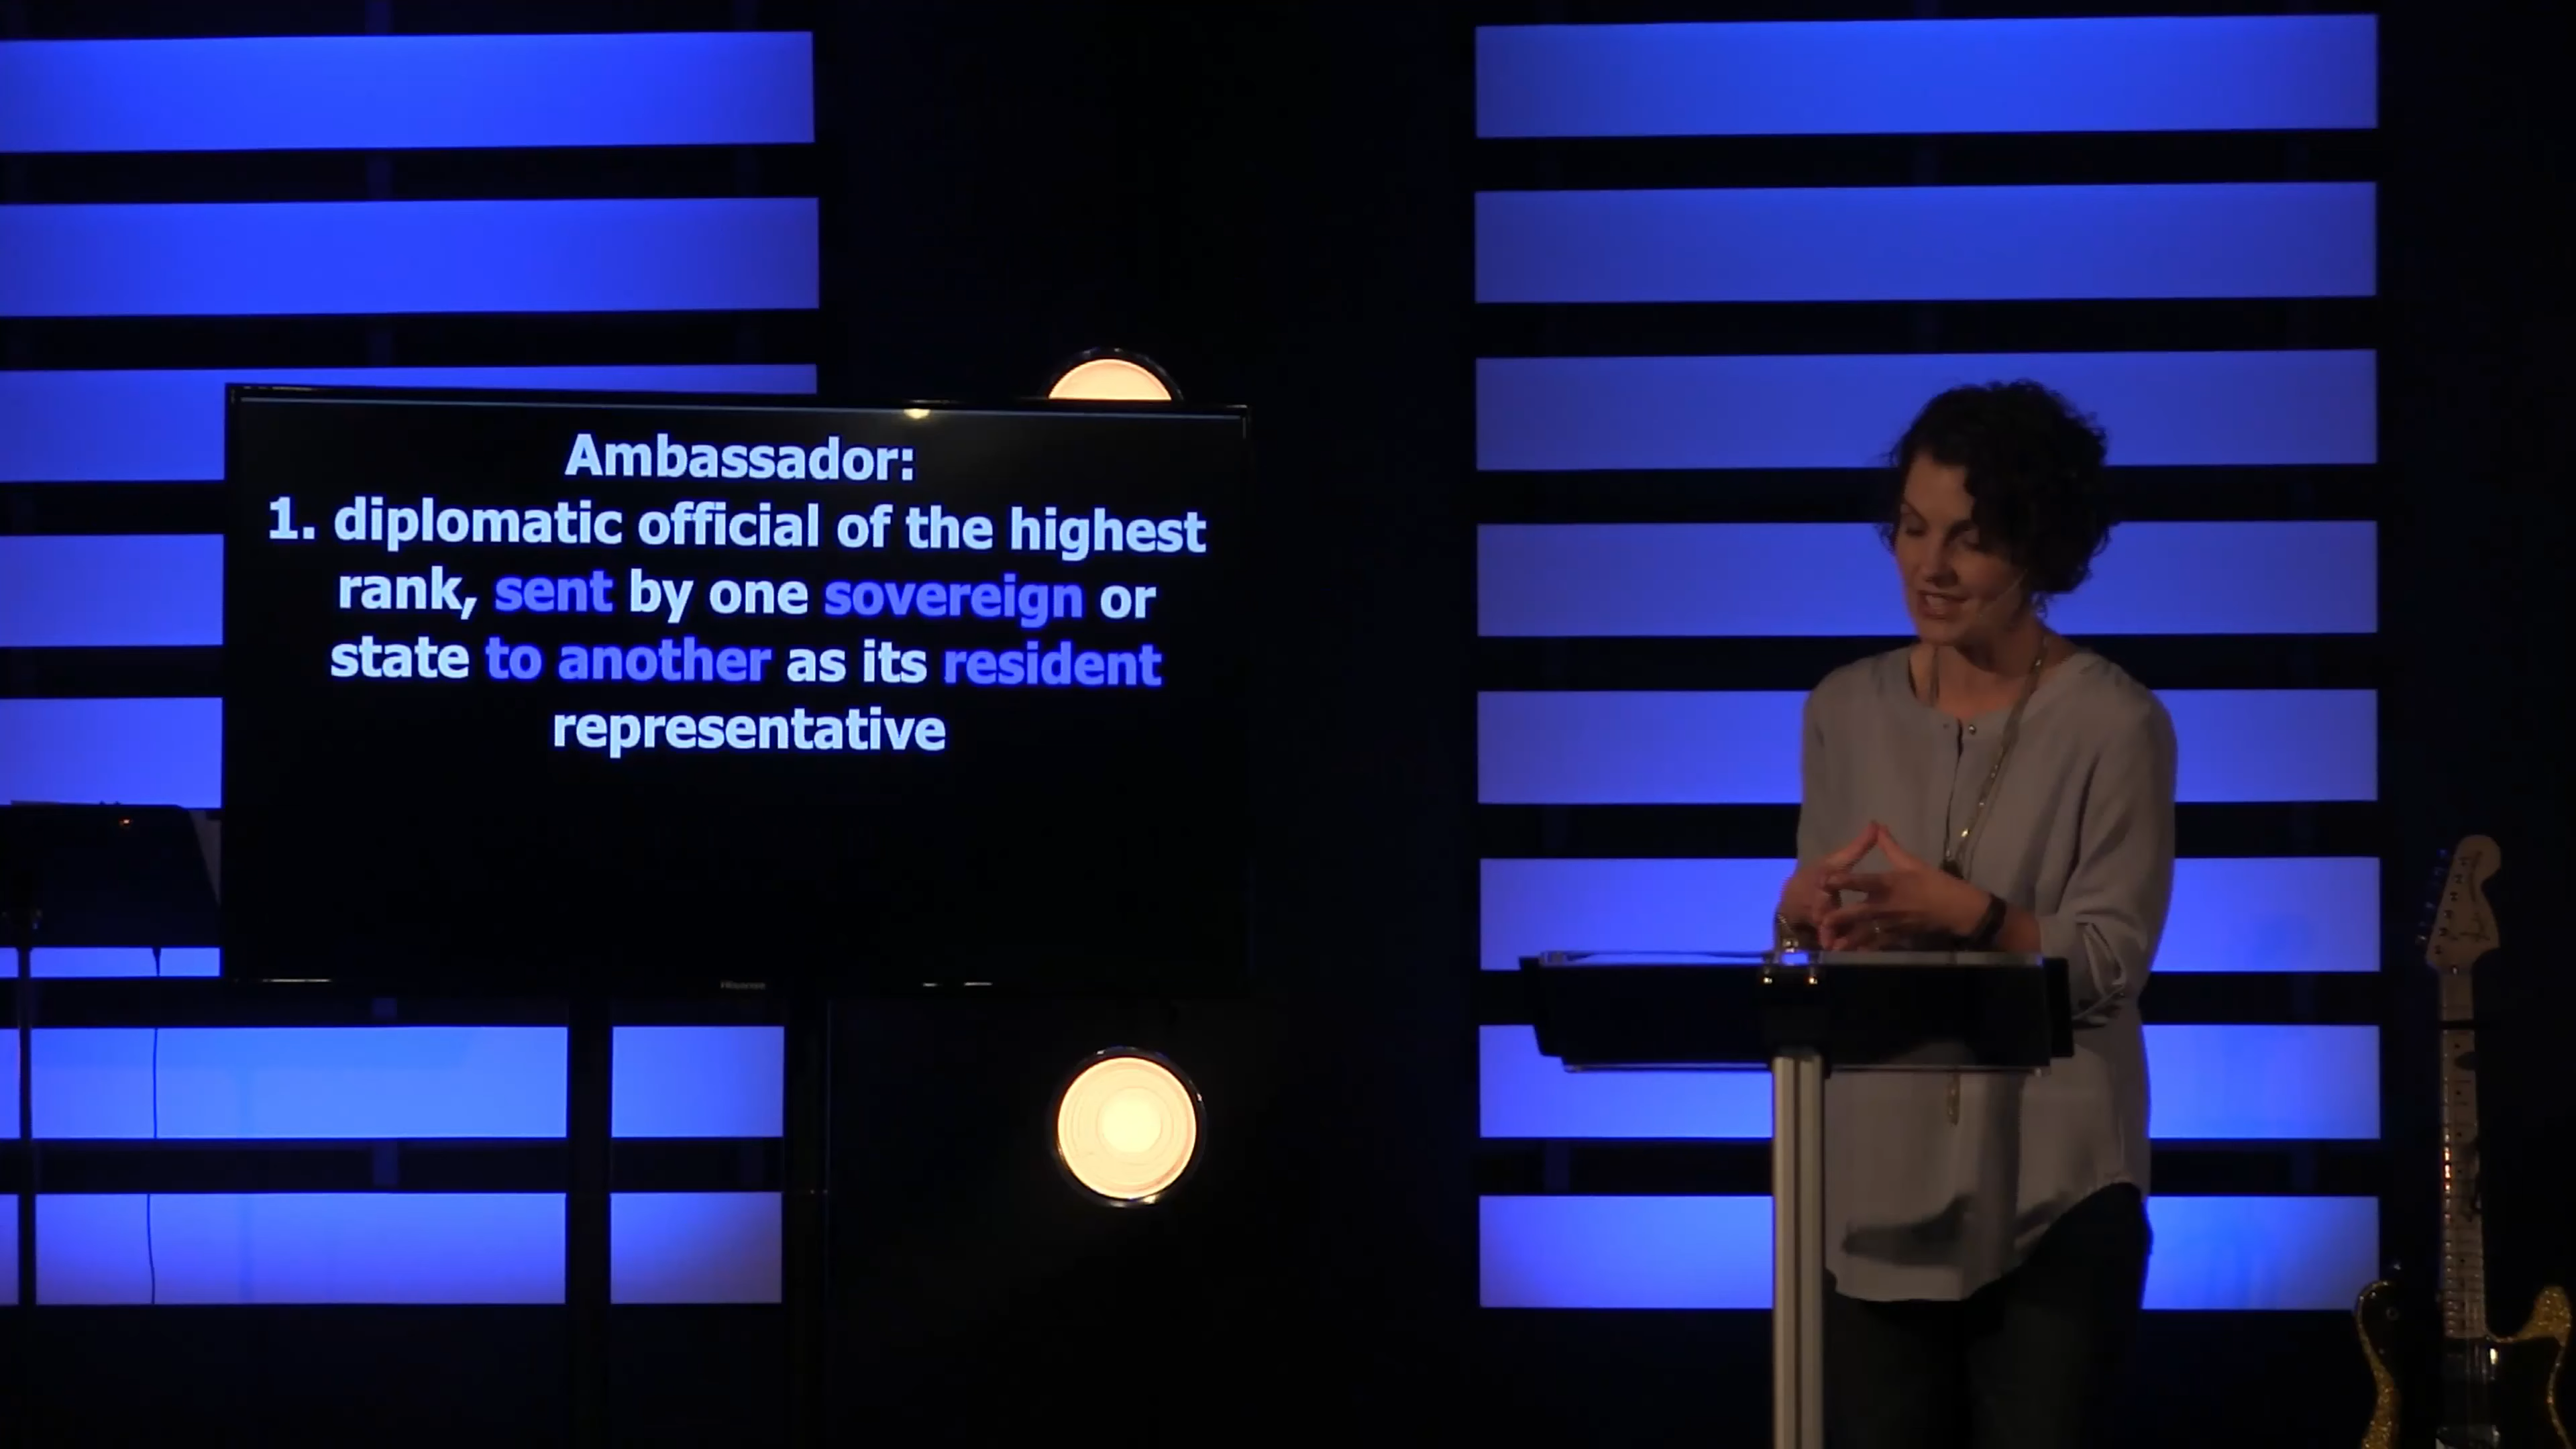 Ambassador:
1. diplomatic official of the highest
rank, sent by one sovereign or
state to another as its resident
representative
Hisense